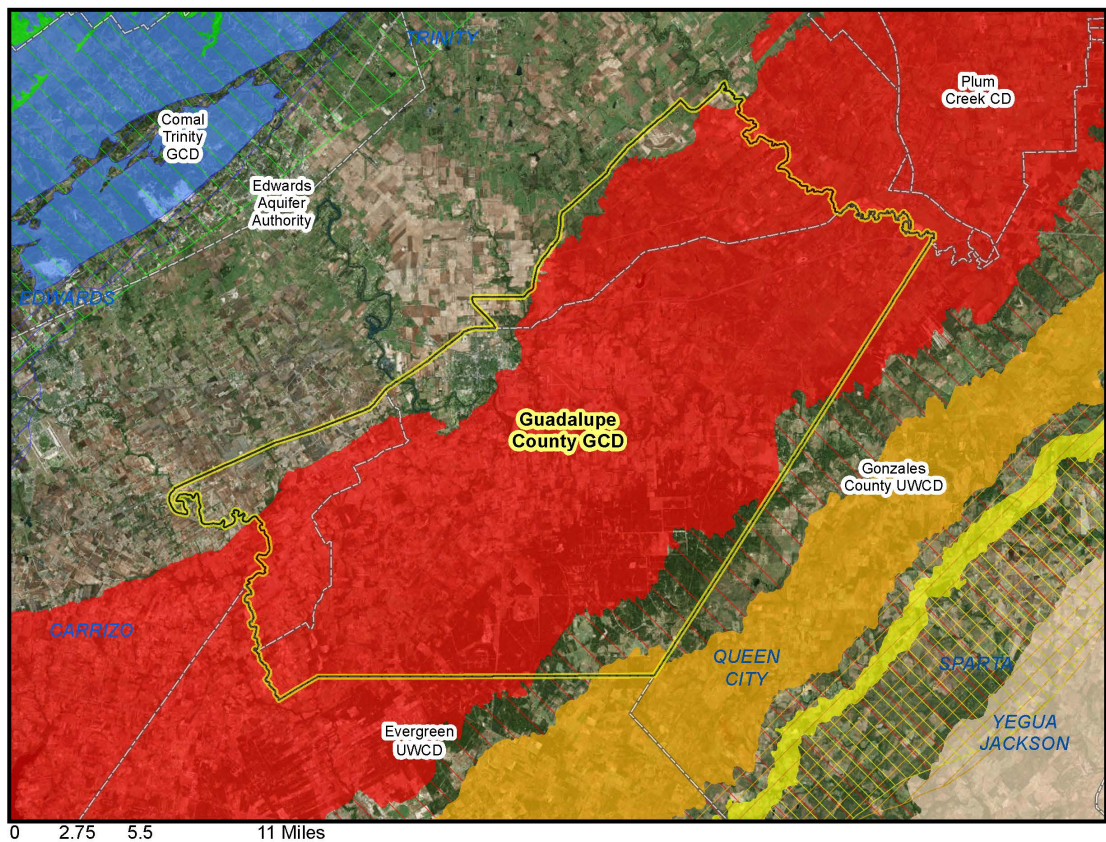 TRINITY
Plum
Creek CD
Comal
Trinity
GCD
Edwards
Aquifer
Authority
EDWARDS
Guadalupe
County GCD
Gonzales
County UWCD
CARRIZO
QUEEN
CITY
SPARTA
YEGUA
JACKSON
Evergreen
UWCD
0 2.75 5.5 11 Miles